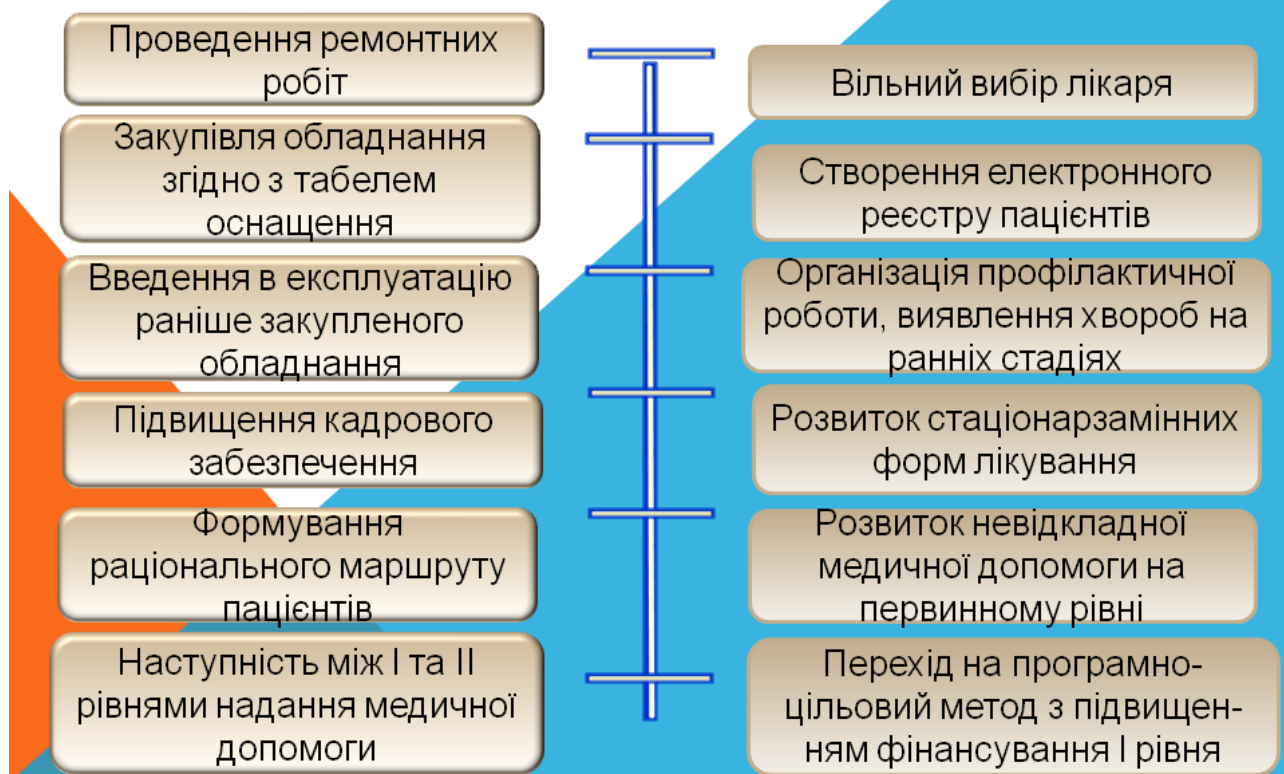 Проведення ремонтних
робіт
Закупівля обладнання
згідно з табелем
оснащення
Введення в експлуатацію
раніше закупленого
обладнання
Підвищення кадрового
забезпечення
Формування
раціонального маршруту
пацієнтів
Наступність між І та ІІ
рівнями надання медичної
допомоги
Вільний вибір лікаря
Створення електронного
реєстру пацієнтів
Організація профілактичної
роботи, виявлення хвороб на
ранніх стадіях
Розвиток стаціонарзамінних
форм лікування
Розвиток невідкладної
медичної допомоги на
первинному рівні
Перехід на програмно-
цільовий метод з підвищен-
ням фінансування І рівня